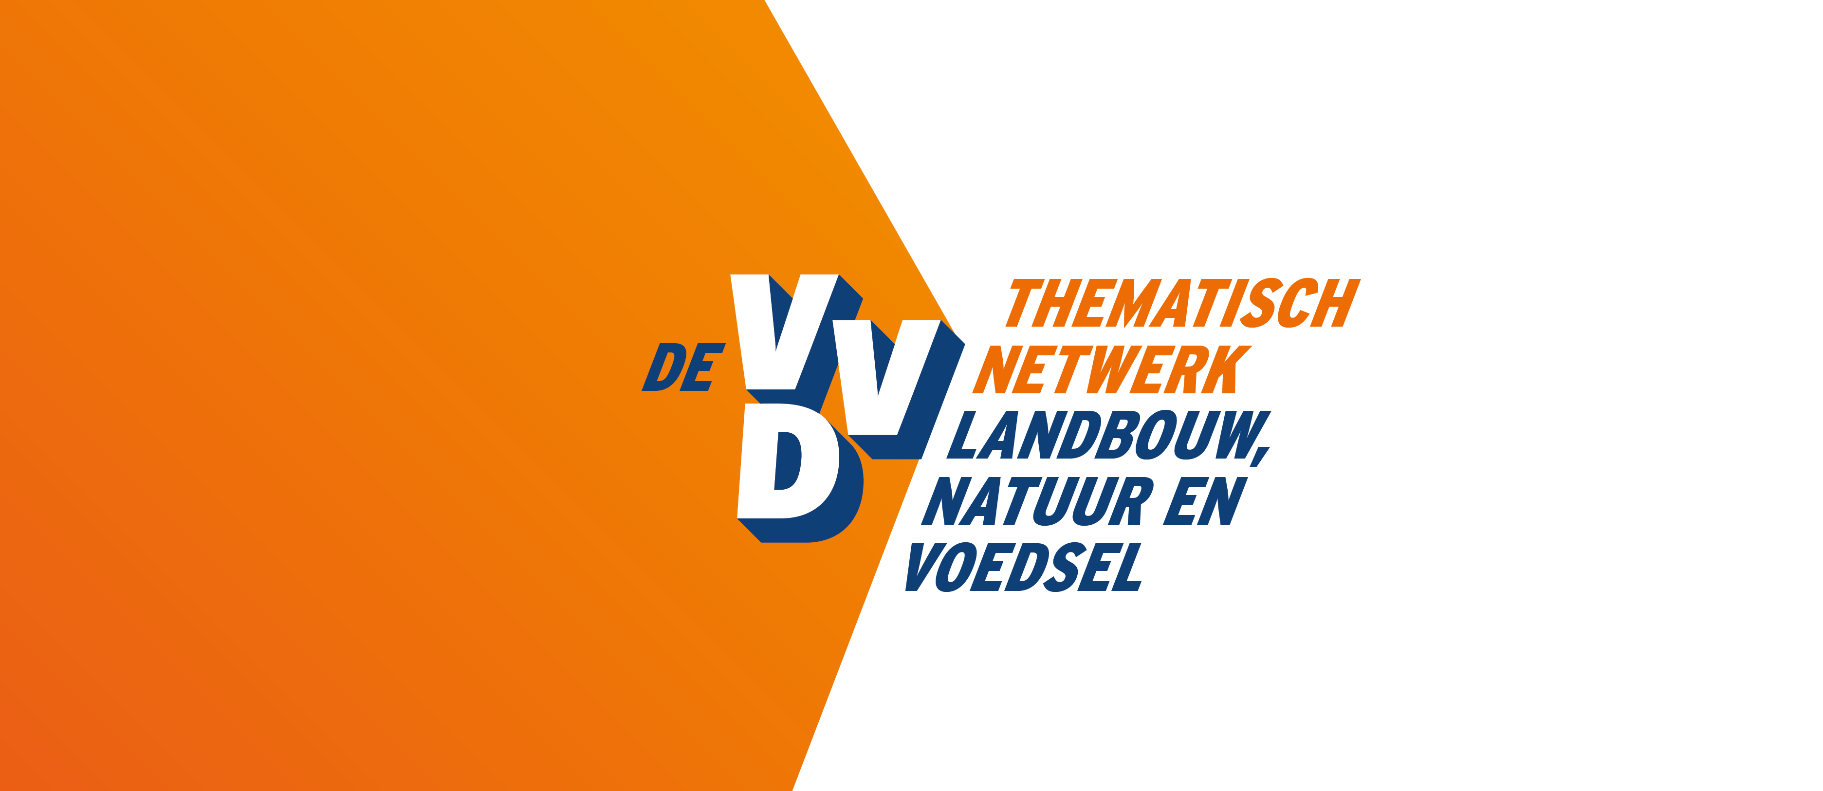 DE VVD
THEMATISCH
NETWERK
LANDBOUW,
NATUUR EN
VOEDSEL